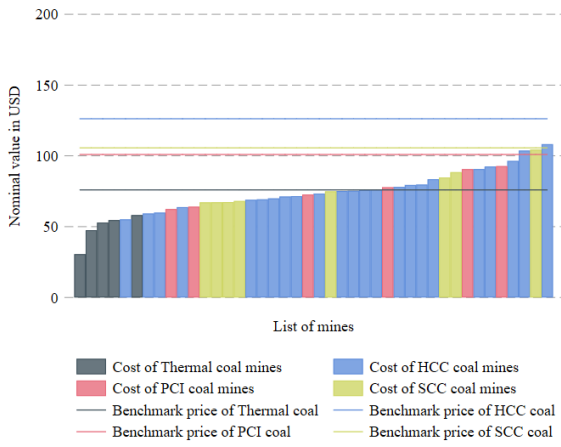 200
150
100
50
0
Nominal value in USD
List of mines
Cost of Thermal coal mines
Cost of HCC coal mines
Cost of PCI coal mines
Cost of SCC coal mines
Benchmark price of Thermal coal
Benchmark price of HCC coal
Benchmark price of PCI coal
Benchmark price of SCC coal